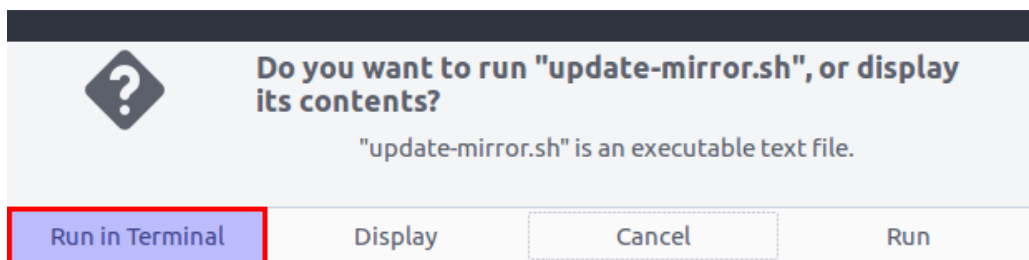 Do you want to run "update-mirror.sh", or display
its contents?
"update-mirror.sh" is an executable text file.
Run in Terminal Display Cancel Run